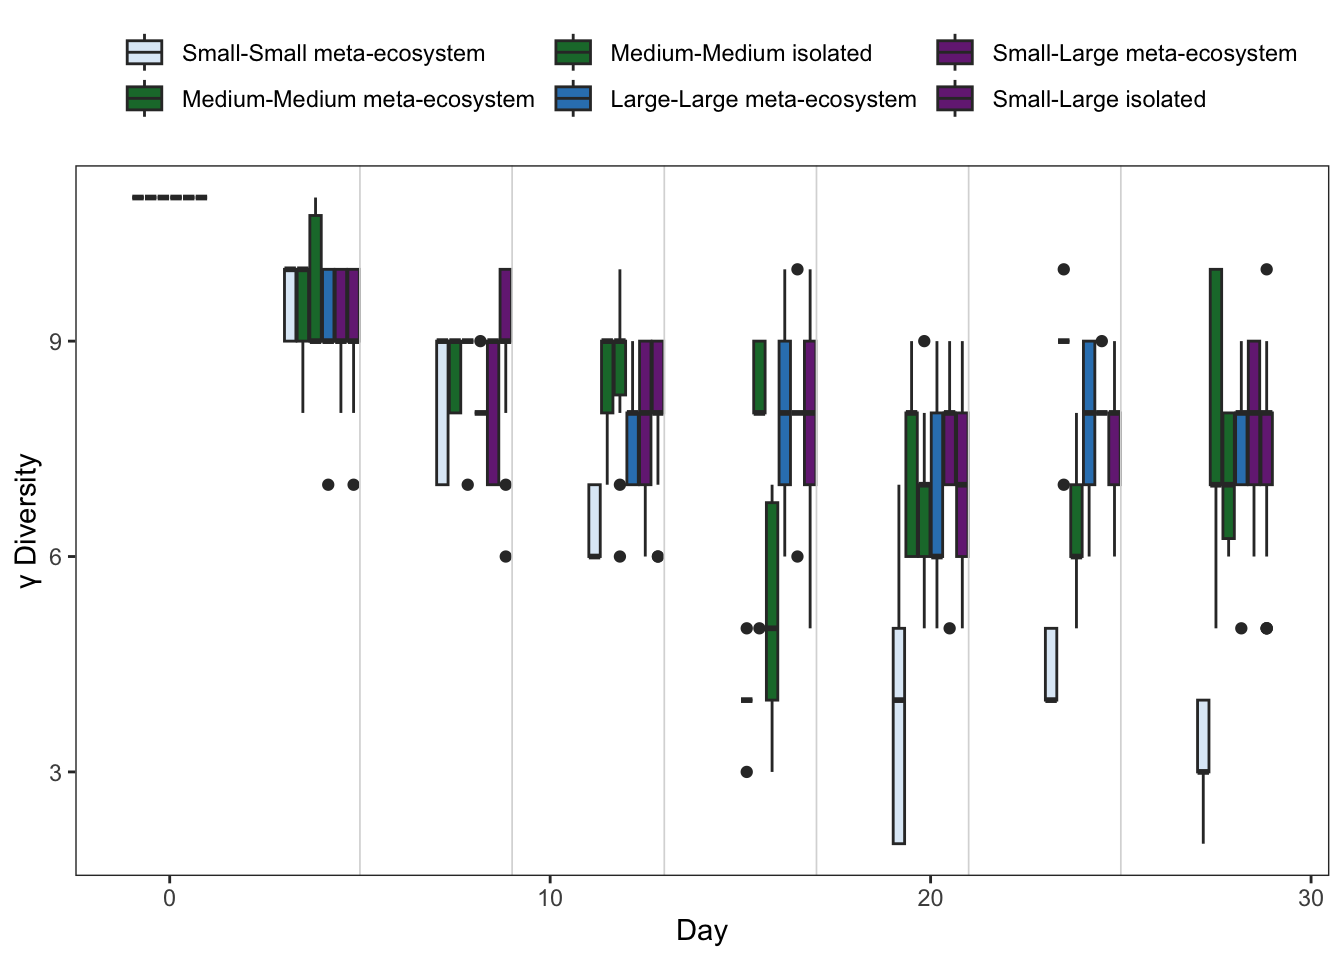 Small-Small meta-ecosystem Medium-Medium isolated Small-Large meta-ecosystem
Medium-Medium meta-ecosystem Large-Large meta-ecosystem Small-Large isolated
γ Diversity
9
6
3
0 10 20 30
Day